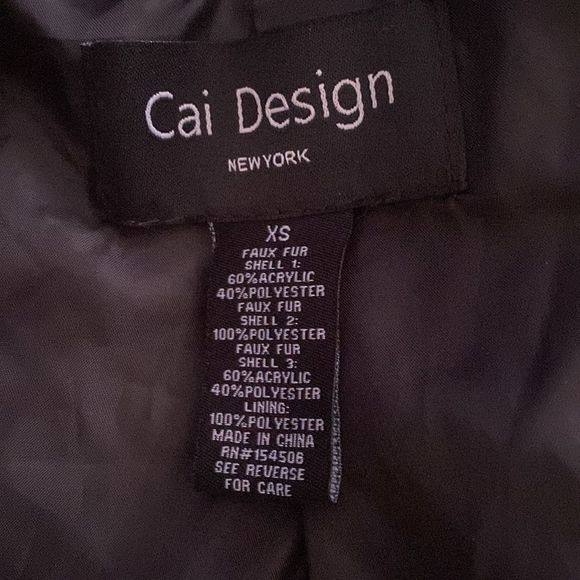 Cai Design
NEWYORK
XS
FAUX FUR
SHELL 1:
60%ACRYLIC
40%POLYESTER
FAUX FUR
SHELL 2:
100%POLYESTER
FAUX FUR
SHELL 3:
60%ACRYLIC
40%POLYESTER
LINING:
100%POLYESTER
MADE IN CHINA
RN#154506
SEE REVERSE
FOR CARE